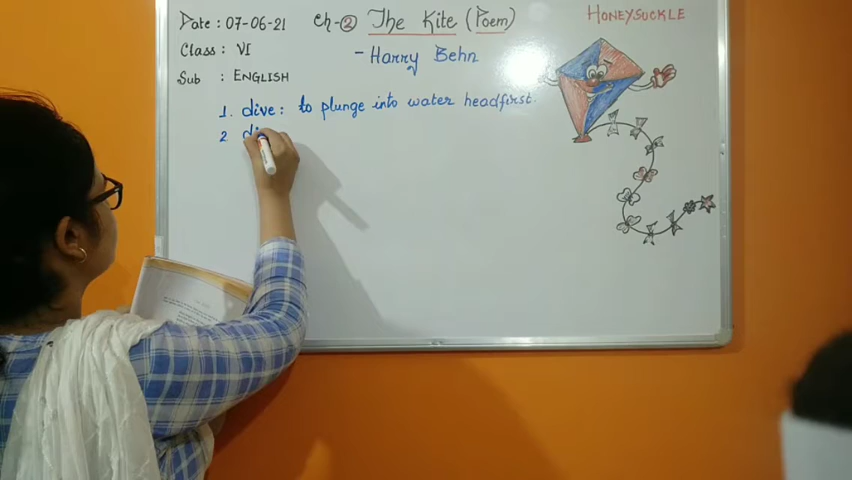 Date : 07-06-21
Ch-② The Kite (Poem)
HONEYSUCKLE
Class : VI
- Harry Behn
Sub : ENGLISH
1. dive : to plunge into water headfirst.
2 di